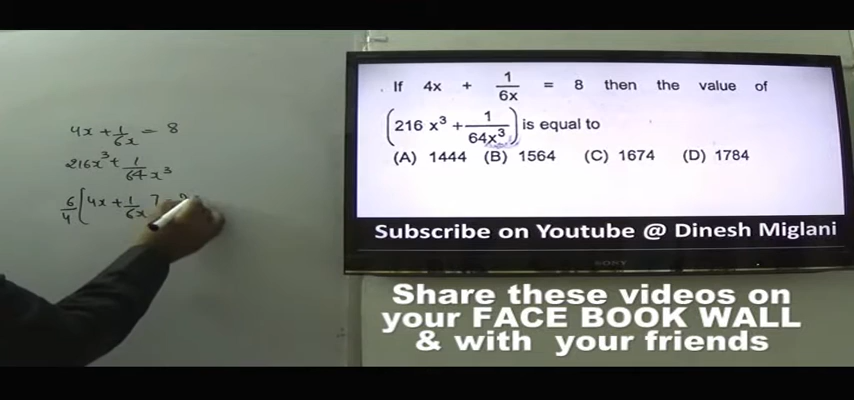 4x + 1/6x = 8
216x³ + 1/64x³
6/4 [4x + 1/6x]
. If 4x + 1/6x = 8 then the value of
(216 x³ + 1/64x³) is equal to
(A) 1444 (B) 1564 (C) 1674 (D) 1784
Subscribe on Youtube @ Dinesh Miglani
SONY
Share these videos on
your FACE BOOK WALL
& with your friends